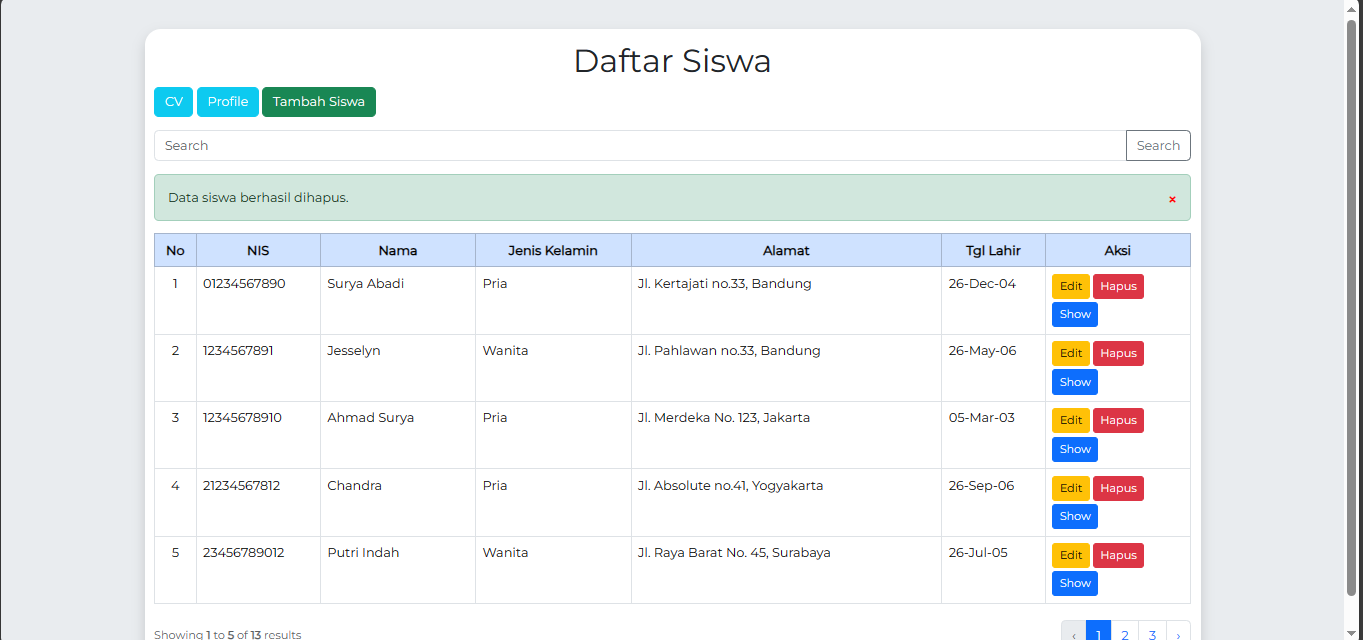 Daftar Siswa
CV Profile Tambah Siswa
Search Search
Data siswa berhasil dihapus. ×
No NIS Nama Jenis Kelamin Alamat Tgl Lahir Aksi
1 01234567890 Surya Abadi Pria Jl. Kertajati no.33, Bandung 26-Dec-04 Edit Hapus
Show
2 1234567891 Jesselyn Wanita Jl. Pahlawan no.33, Bandung 26-May-06 Edit Hapus
Show
3 12345678910 Ahmad Surya Pria Jl. Merdeka No. 123, Jakarta 05-Mar-03 Edit Hapus
Show
4 21234567812 Chandra Pria Jl. Absolute no.41, Yogyakarta 26-Sep-06 Edit Hapus
Show
5 23456789012 Putri Indah Wanita Jl. Raya Barat No. 45, Surabaya 26-Jul-05 Edit Hapus
Show
Showing 1 to 5 of 13 results ‹ 1 2 3 ›